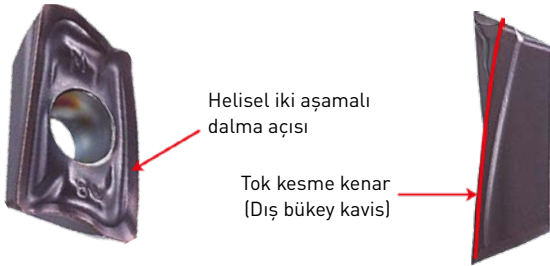 Helisel iki aşamalı
dalma açısı
Tok kesme kenar
(Dış bükey kavis)